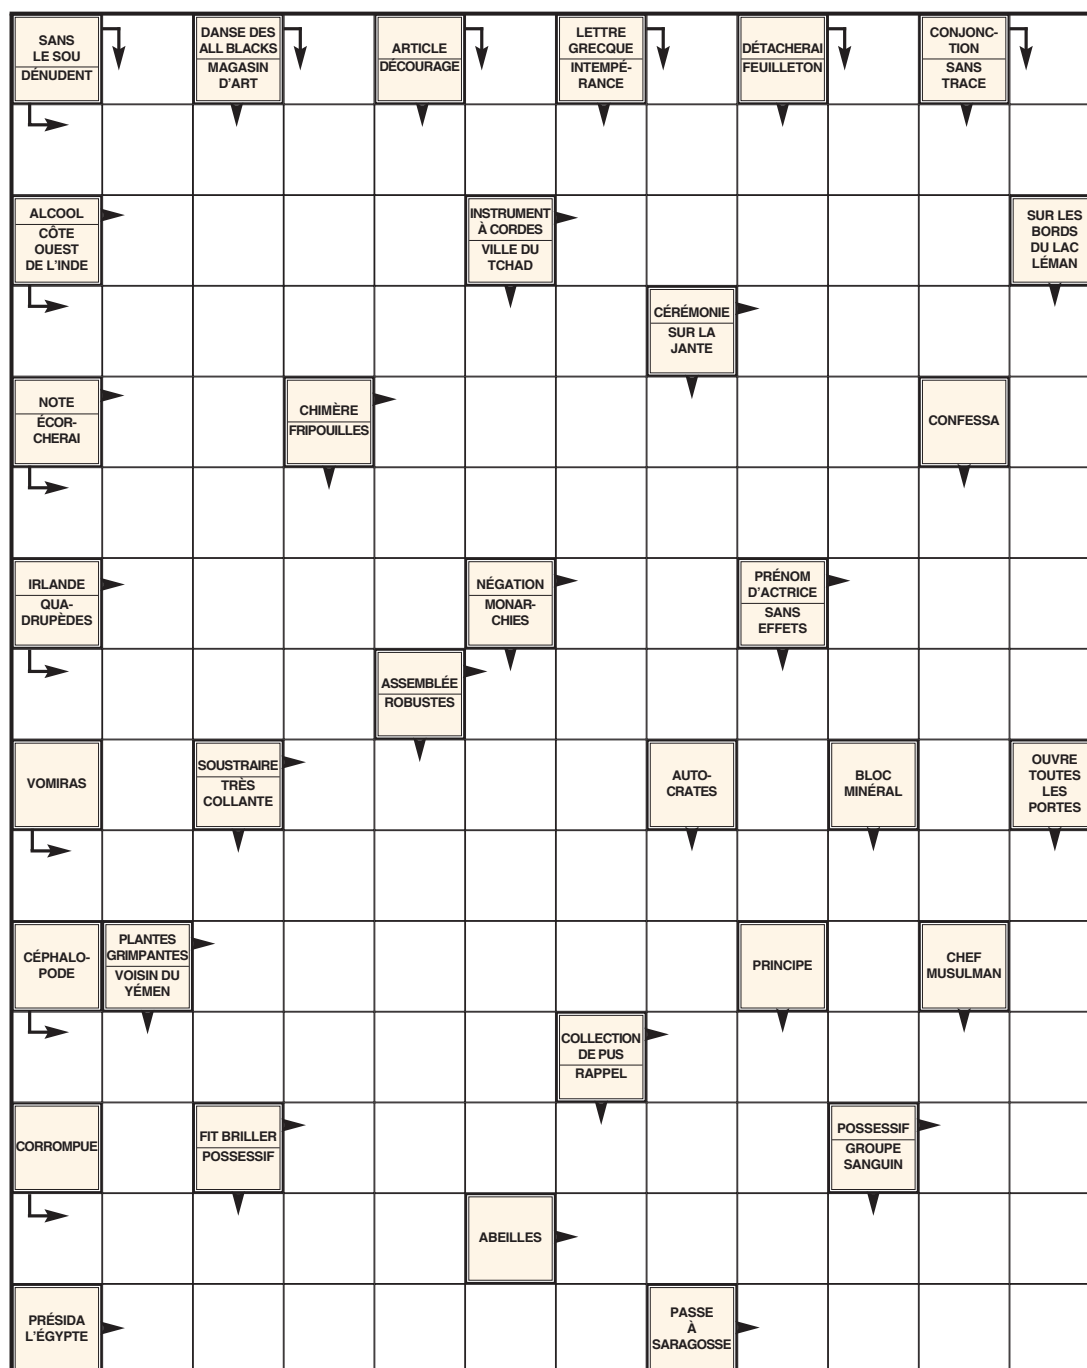 SANS
LE SOU
DÉNUDENT
DANSE DES
ALL BLACKS
MAGASIN
D'ART
ARTICLE
DÉCOURAGE
LETTRE
GRECQUE
INTEMPÉ-
RANCE
DÉTACHERAI
FEUILLETON
CONJONC-
TION
SANS
TRACE
ALCOOL
CÔTE
OUEST
DE L'INDE
INSTRUMENT
À CORDES
VILLE DU
TCHAD
SUR LES
BORDS
DU LAC
LÉMAN
CÉRÉMONIE
SUR LA
JANTE
NOTE
ÉCOR-
CHERAI
CHIMÈRE
FRIPOUILLES
CONFESSA
IRLANDE
QUA-
DRUPÈDES
NÉGATION
MONAR-
CHIES
PRÉNOM
D'ACTRICE
SANS
EFFETS
ASSEMBLÉE
ROBUSTES
VOMIRAS
SOUSTRAIRE
TRÈS
COLLANTE
AUTO-
CRATES
BLOC
MINÉRAL
OUVRE
TOUTES
LES
PORTES
CÉPHALO-
PODE
PLANTES
GRIMPANTES
VOISIN DU
YÉMEN
PRINCIPE
CHEF
MUSULMAN
COLLECTION
DE PUS
RAPPEL
CORROMPUE
FIT BRILLER
POSSESSIF
POSSESSIF
GROUPE
SANGUIN
ABEILLES
PRÉSIDA
L'ÉGYPTE
PASSE
À
SARAGOSSE